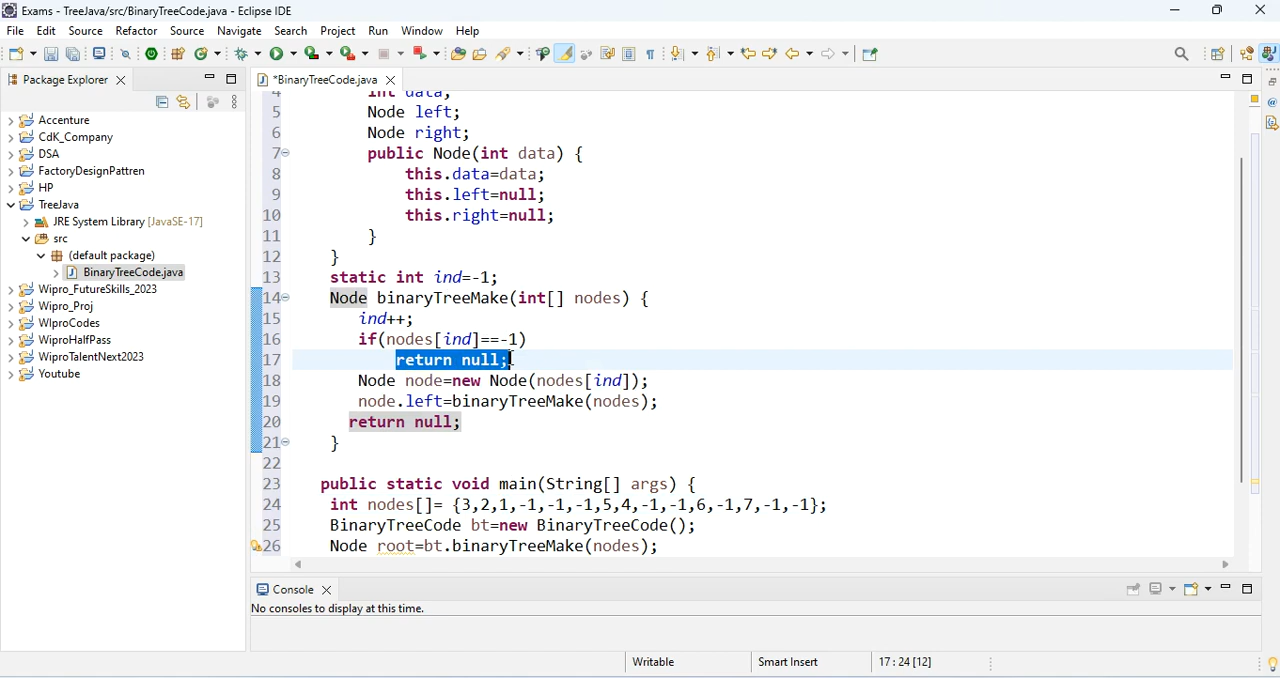 Exams - TreeJava/src/BinaryTreeCode.java - Eclipse IDE
File Edit Source Refactor Source Navigate Search Project Run Window Help
Package Explorer
*BinaryTreeCode.java
Accenture
CdK_Company
DSA
FactoryDesignPattren
HP
TreeJava
JRE System Library [JavaSE-17]
src
(default package)
BinaryTreeCode.java
Wipro_FutureSkills_2023
Wipro_Proj
WIproCodes
WiproHalfPass
WiproTalentNext2023
Youtube
4 int data;
5 Node left;
6 Node right;
7 public Node(int data) {
8 this.data=data;
9 this.left=null;
10 this.right=null;
11 }
12 }
13 static int ind=-1;
14 Node binaryTreeMake(int[] nodes) {
15 ind++;
16 if(nodes[ind]==-1)
17 return null;
18 Node node=new Node(nodes[ind]);
19 node.left=binaryTreeMake(nodes);
20 return null;
21 }
22
23 public static void main(String[] args) {
24 int nodes[]= {3,2,1,-1,-1,-1,5,4,-1,-1,6,-1,7,-1,-1};
25 BinaryTreeCode bt=new BinaryTreeCode();
26 Node root=bt.binaryTreeMake(nodes);
Console
No consoles to display at this time.
Writable Smart Insert 17 : 24 [12]